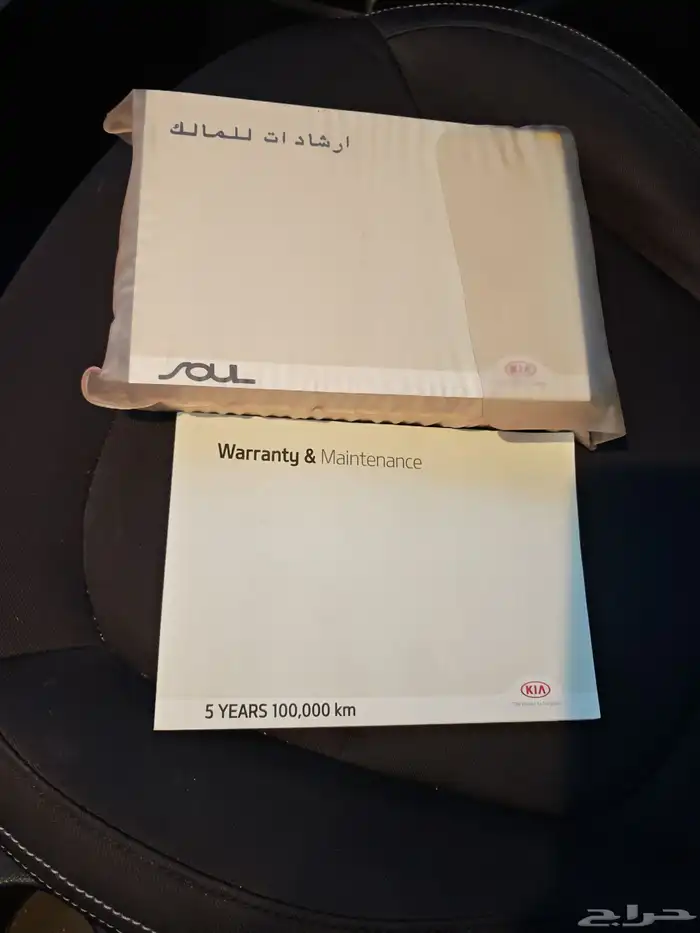 ارشادات للمالك
SOUL
KIA
Warranty & Maintenance
KIA
5 YEARS 100,000 km
حراج